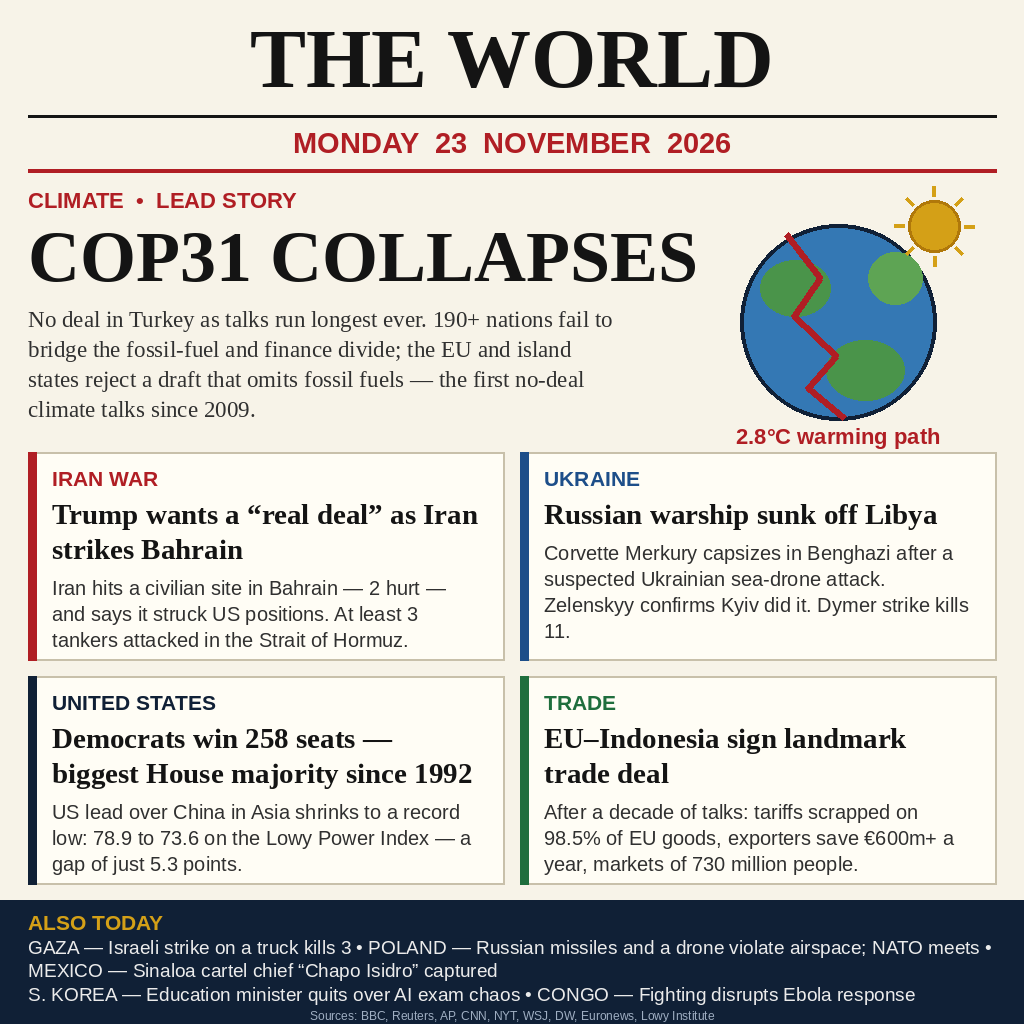 THE WORLD
MONDAY 23 NOVEMBER 2026
CLIMATE • LEAD STORY
COP31 COLLAPSES
No deal in Turkey as talks run longest ever. 190+ nations fail to
bridge the fossil-fuel and finance divide; the EU and island
states reject a draft that omits fossil fuels — the first no-deal
climate talks since 2009.
2.8°C warming path
IRAN WAR
Trump wants a “real deal” as Iran
strikes Bahrain
Iran hits a civilian site in Bahrain — 2 hurt —
and says it struck US positions. At least 3
tankers attacked in the Strait of Hormuz.
UKRAINE
Russian warship sunk off Libya
Corvette Merkury capsizes in Benghazi after a
suspected Ukrainian sea-drone attack.
Zelenskyy confirms Kyiv did it. Dymer strike kills
11.
UNITED STATES
Democrats win 258 seats —
biggest House majority since 1992
US lead over China in Asia shrinks to a record
low: 78.9 to 73.6 on the Lowy Power Index — a
gap of just 5.3 points.
TRADE
EU–Indonesia sign landmark
trade deal
After a decade of talks: tariffs scrapped on
98.5% of EU goods, exporters save €600m+ a
year, markets of 730 million people.
ALSO TODAY
GAZA — Israeli strike on a truck kills 3 • POLAND — Russian missiles and a drone violate airspace; NATO meets •
MEXICO — Sinaloa cartel chief “Chapo Isidro” captured
S. KOREA — Education minister quits over AI exam chaos • CONGO — Fighting disrupts Ebola response
Sources: BBC, Reuters, AP, CNN, NYT, WSJ, DW, Euronews, Lowy Institute